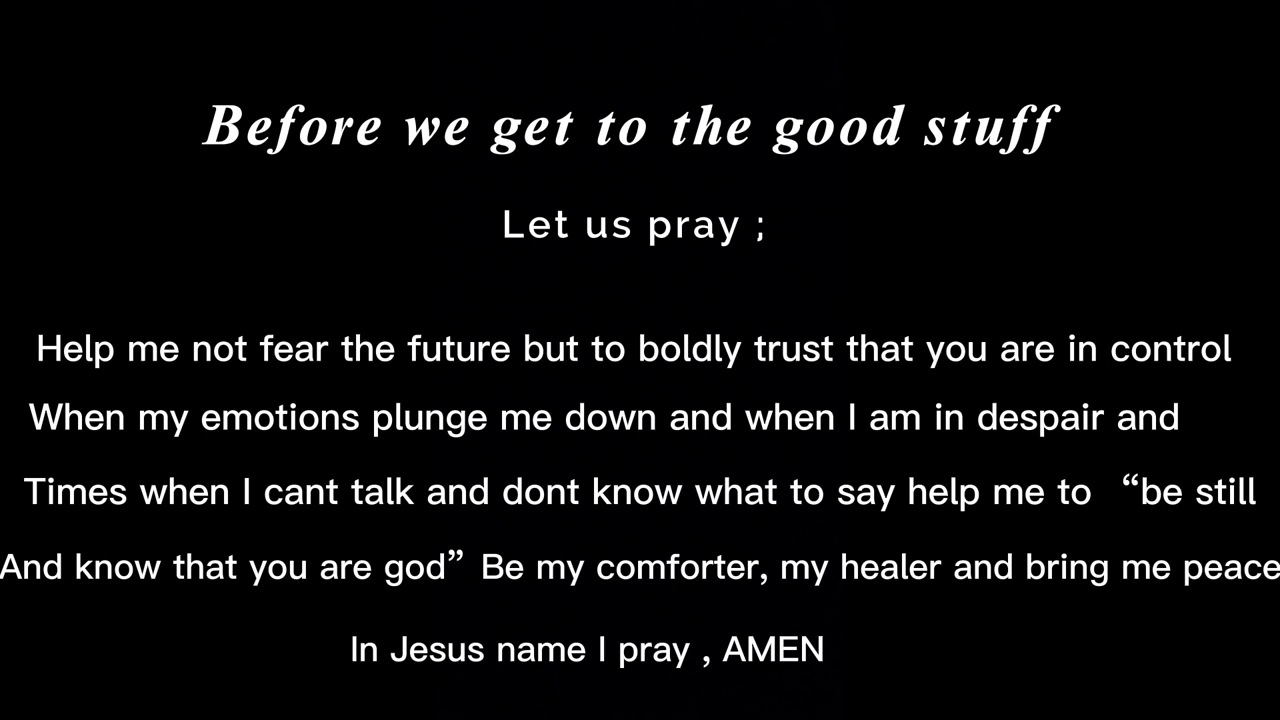 Before we get to the good stuff
Let us pray ;
Help me not fear the future but to boldly trust that you are in control
When my emotions plunge me down and when I am in despair and
Times when I cant talk and dont know what to say help me to “be still
And know that you are god” Be my comforter, my healer and bring me peace
In Jesus name I pray , AMEN